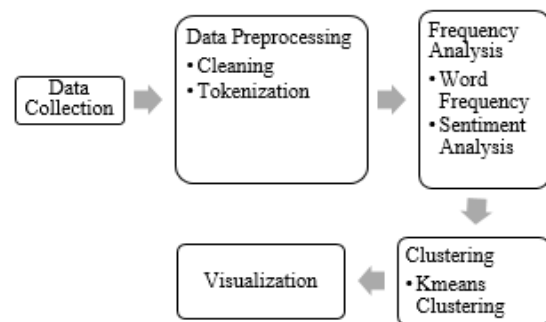 Data
Collection
Data Preprocessing
• Cleaning
• Tokenization
Frequency
Analysis
• Word
Frequency
• Sentiment
Analysis
Clustering
• Kmeans
Clustering
Visualization